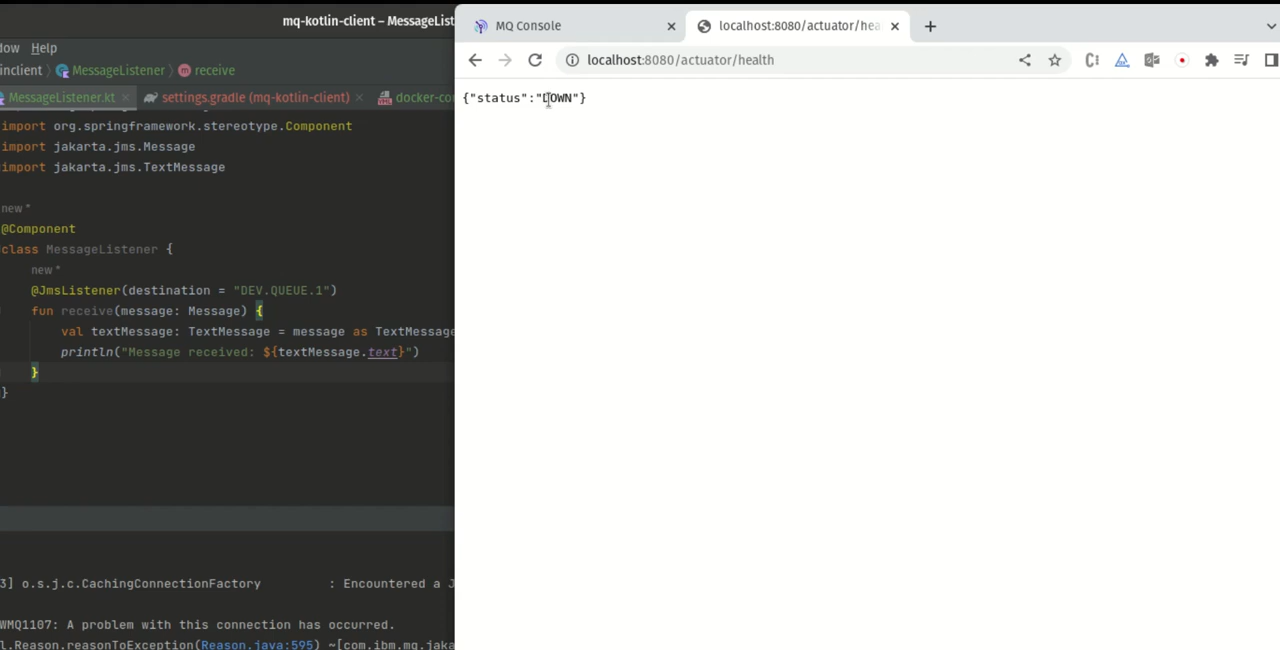 mq-kotlin-client – MessageList
dow Help
inclient MessageListener receive
MessageListener.kt settings.gradle (mq-kotlin-client) docker-co
import org.springframework.stereotype.Component
import jakarta.jms.Message
import jakarta.jms.TextMessage
new *
@Component
class MessageListener {
new *
@JmsListener(destination = "DEV.QUEUE.1")
fun receive(message: Message) {
val textMessage: TextMessage = message as TextMessage
println("Message received: ${textMessage.text}")
}
}
3] o.s.j.c.CachingConnectionFactory : Encountered a J
WMQ1107: A problem with this connection has occurred.
l.Reason.reasonToException(Reason.java:595) ~[com.ibm.mq.jaka
MQ Console
localhost:8080/actuator/hea
localhost:8080/actuator/health
{"status":"DOWN"}